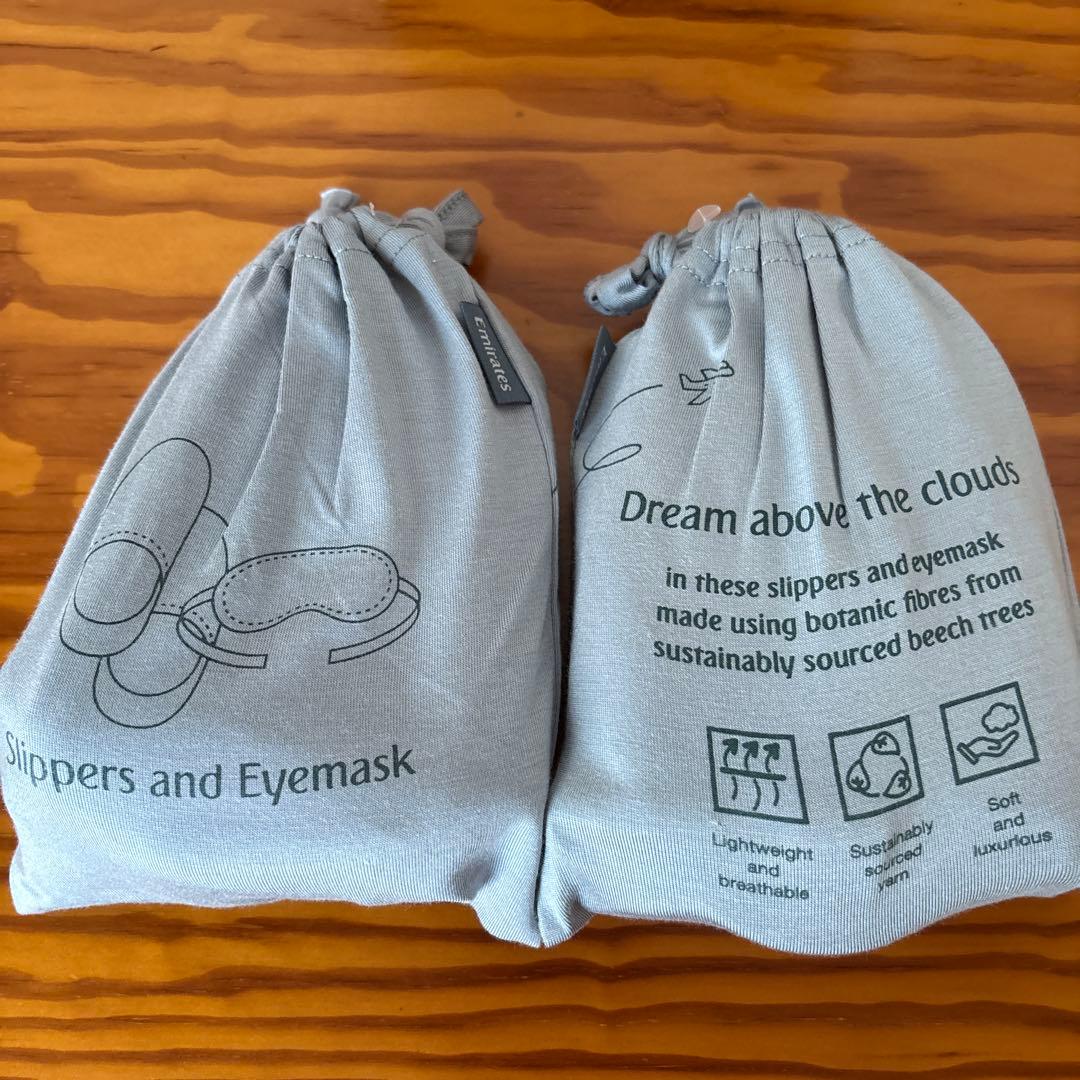 Emirates
Slippers and Eyemask
Dream above the clouds
in these slippers and eyemask
made using botanic fibres from
sustainably sourced beech trees
Lightweight
and
breathable
Sustainably
sourced
yarn
Soft
and
luxurious